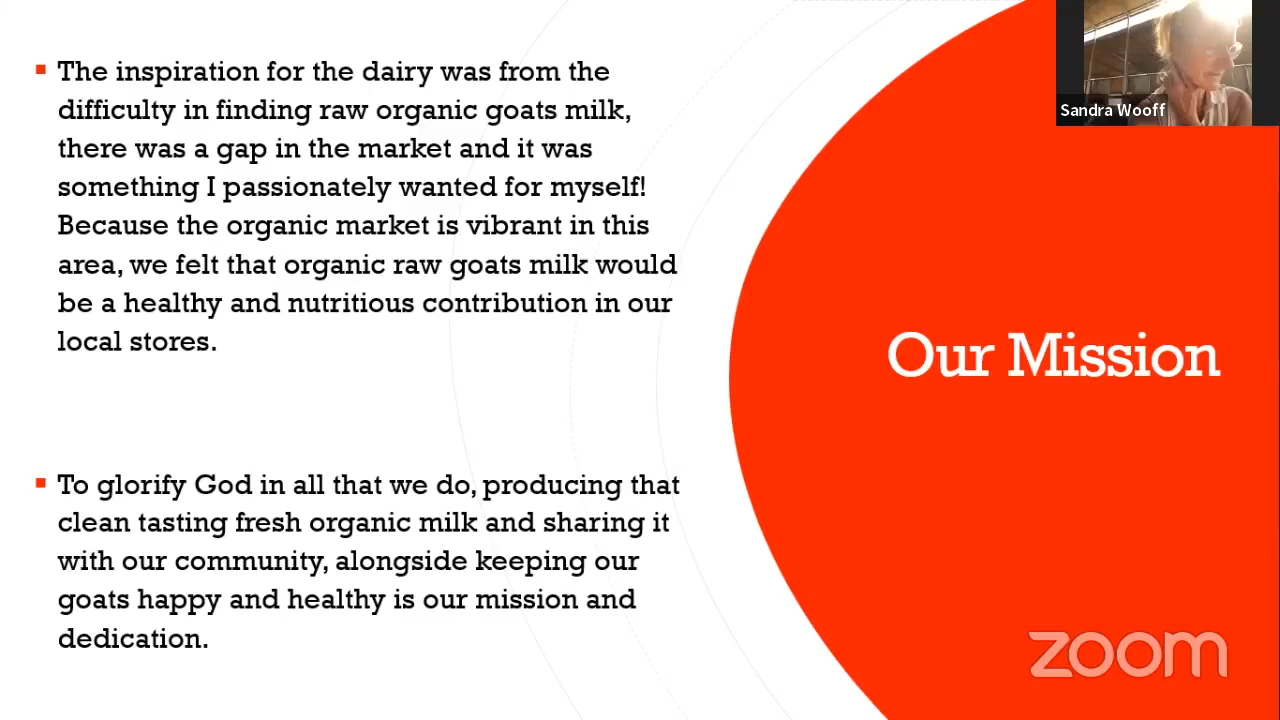 The inspiration for the dairy was from the
difficulty in finding raw organic goats milk,
there was a gap in the market and it was
something I passionately wanted for myself!
Because the organic market is vibrant in this
area, we felt that organic raw goats milk would
be a healthy and nutritious contribution in our
local stores.
To glorify God in all that we do, producing that
clean tasting fresh organic milk and sharing it
with our community, alongside keeping our
goats happy and healthy is our mission and
dedication.
Our Mission
Sandra Wooff
zoom